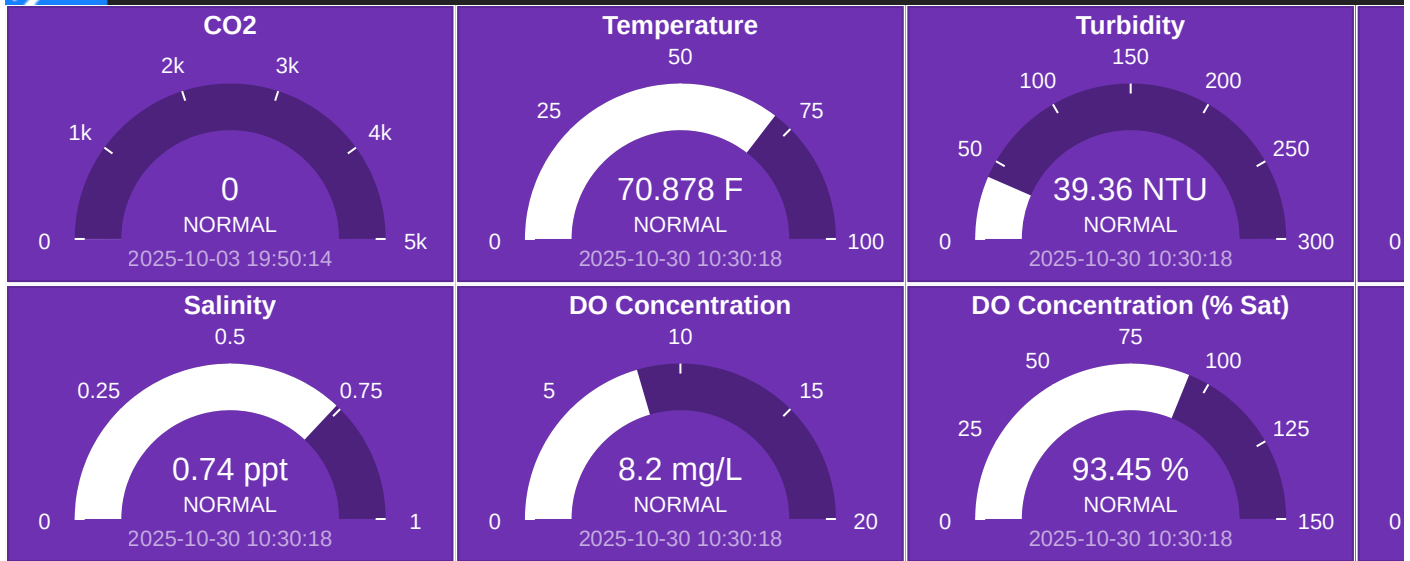 CO2
2k
3k
1k
4k
0
NORMAL
0
5k
2025-10-03 19:50:14
Temperature
50
25
75
70.878 F
NORMAL
0
100
2025-10-30 10:30:18
Turbidity
150
100
200
50
250
39.36 NTU
NORMAL
0
300
2025-10-30 10:30:18
0
Salinity
0.5
0.25
0.75
0.74 ppt
NORMAL
0
1
2025-10-30 10:30:18
DO Concentration
10
5
15
8.2 mg/L
NORMAL
0
20
2025-10-30 10:30:18
DO Concentration (% Sat)
75
50
100
25
125
93.45 %
NORMAL
0
150
2025-10-30 10:30:18
0